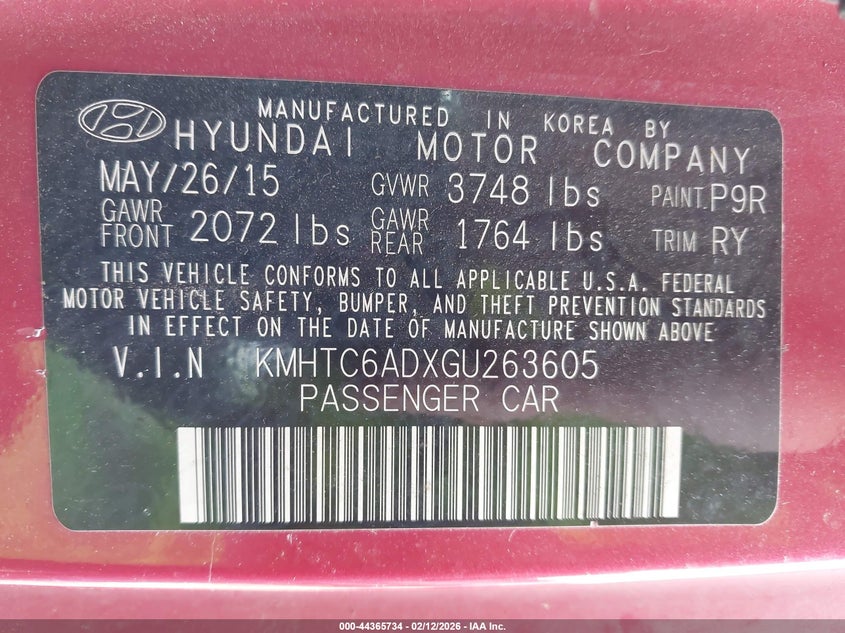 MANUFACTURED IN KOREA BY
HYUNDAI MOTOR COMPANY
MAY/26/15 GVWR 3748 lbs PAINT P9R
GAWR FRONT 2072 lbs GAWR REAR 1764 lbs TRIM RY
THIS VEHICLE CONFORMS TO ALL APPLICABLE U.S.A. FEDERAL
MOTOR VEHICLE SAFETY, BUMPER, AND THEFT PREVENTION STANDARDS
IN EFFECT ON THE DATE OF MANUFACTURE SHOWN ABOVE
V.I.N KMHTC6ADXGU263605
PASSENGER CAR
000-44365734 - 02/12/2026 - IAA Inc.